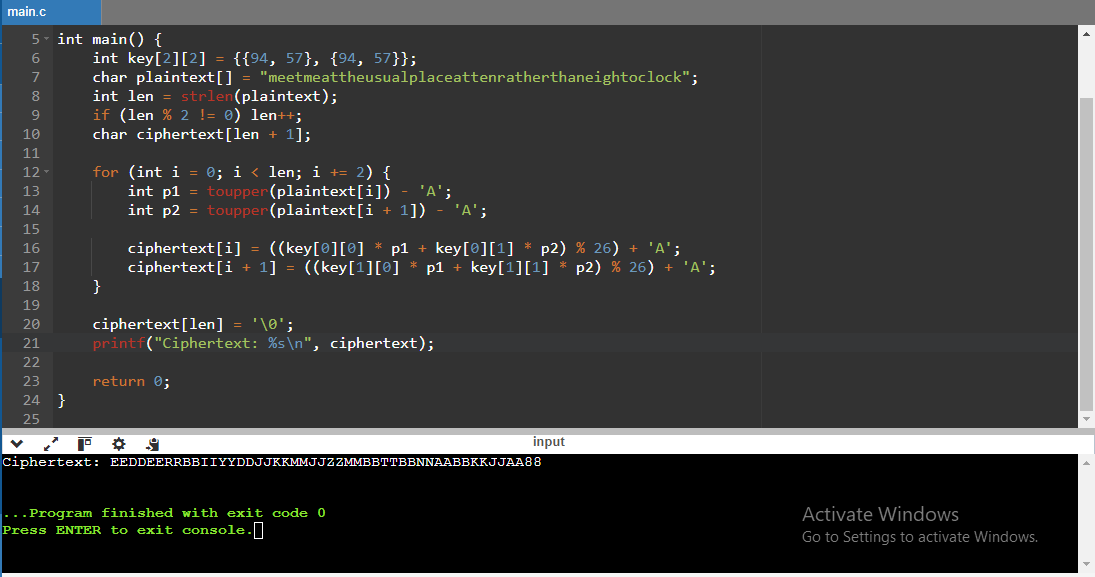 main.c
5 int main() {
6 int key[2][2] = {{94, 57}, {94, 57}};
7 char plaintext[] = "meetmeattheusualplaceattenratherthaneightoclock";
8 int len = strlen(plaintext);
9 if (len % 2 != 0) len++;
10 char ciphertext[len + 1];
11
12 for (int i = 0; i < len; i += 2) {
13 int p1 = toupper(plaintext[i]) - 'A';
14 int p2 = toupper(plaintext[i + 1]) - 'A';
15
16 ciphertext[i] = ((key[0][0] * p1 + key[0][1] * p2) % 26) + 'A';
17 ciphertext[i + 1] = ((key[1][0] * p1 + key[1][1] * p2) % 26) + 'A';
18 }
19
20 ciphertext[len] = '\0';
21 printf("Ciphertext: %s\n", ciphertext);
22
23 return 0;
24 }
25
input
Ciphertext: EEDDEERRBBIIYYDDJJKKMMJJZZMMBBTTBBNNAABBKKJJAA88
...Program finished with exit code 0
Press ENTER to exit console.
Activate Windows
Go to Settings to activate Windows.